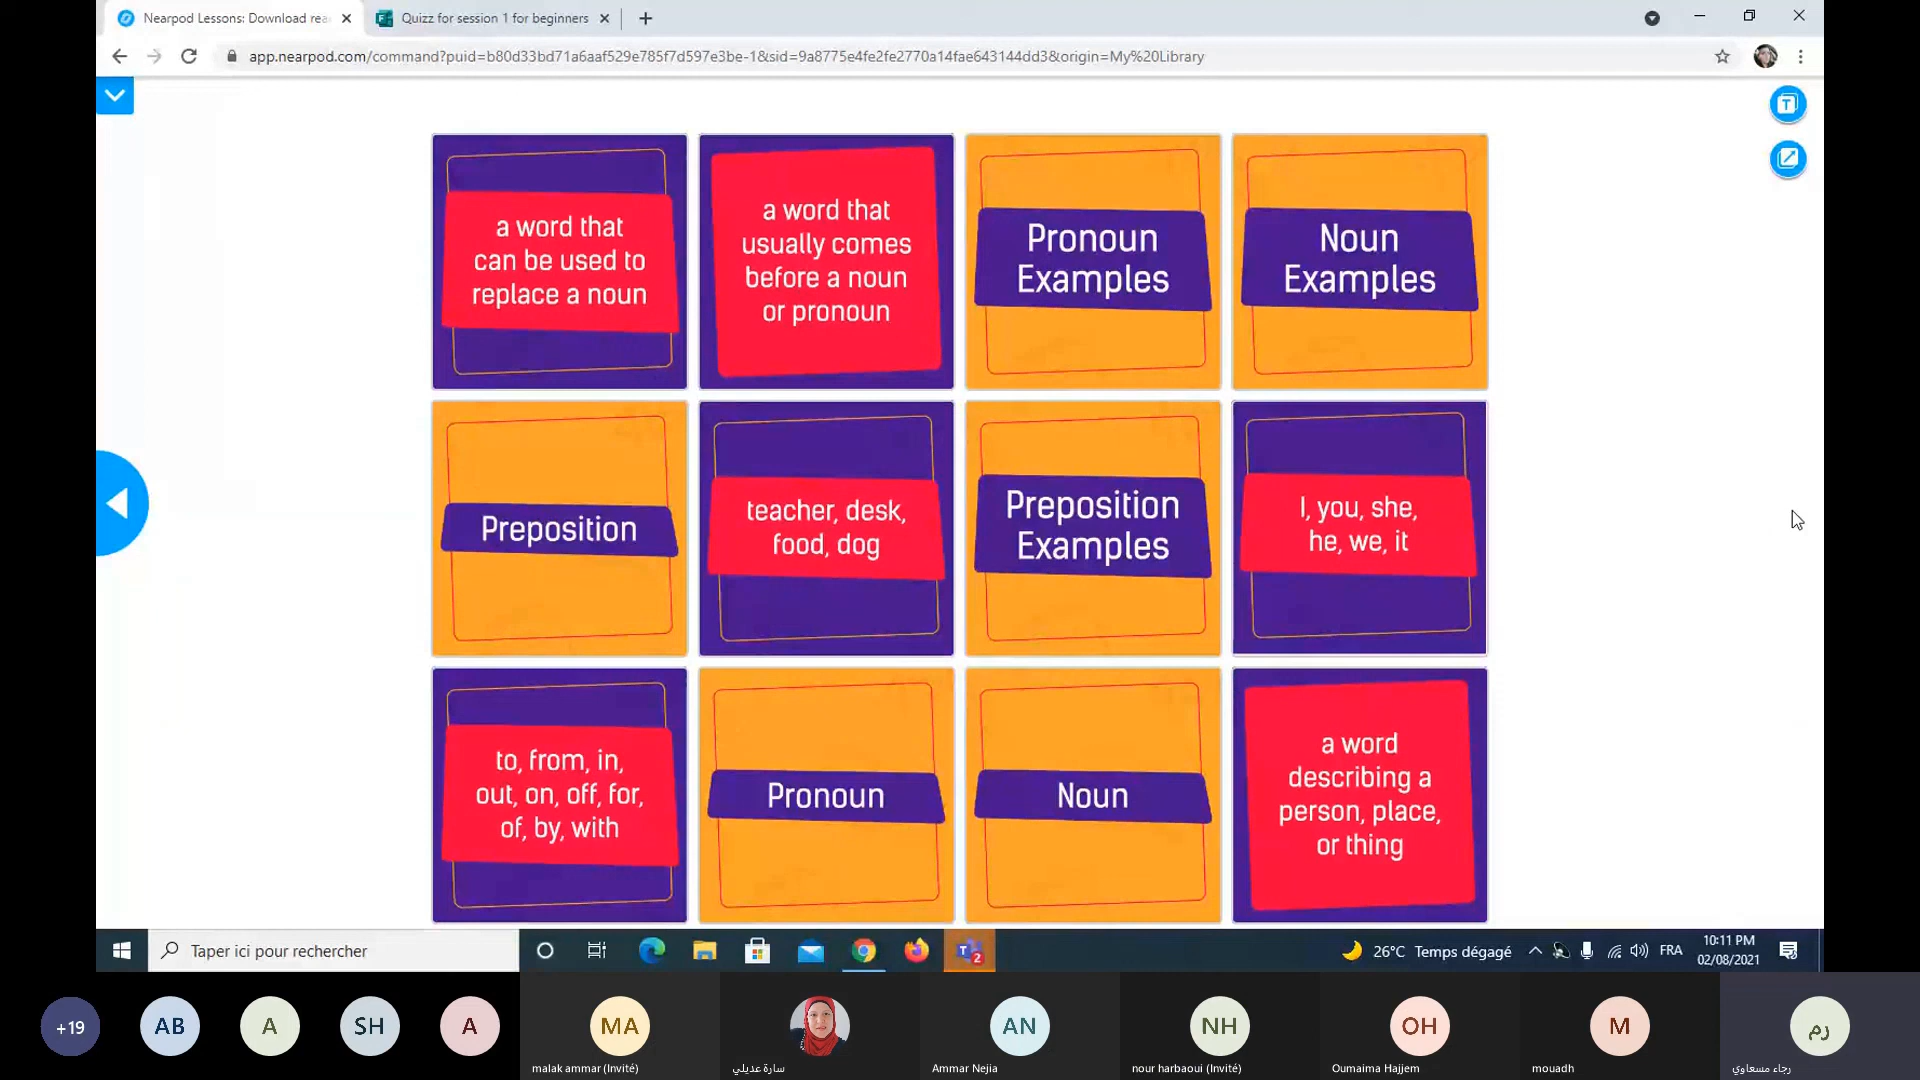 Nearpod Lessons: Download rea
Quizz for session 1 for beginners
app.nearpod.com/command?puid=b80d33bd71a6aaf529e785f7d597e3be-1&sid=9a8775e4fe2fe2770a14fae643144dd3&origin=My%20Library
T
a word that
can be used to
replace a noun
a word that
usually comes
before a noun
or pronoun
Pronoun
Examples
Noun
Examples
Preposition
teacher, desk,
food, dog
Preposition
Examples
I, you, she,
he, we, it
to, from, in,
out, on, off, for,
of, by, with
Pronoun
Noun
a word
describing a
person, place,
or thing
Taper ici pour rechercher
T
2
26°C Temps dégagé
FRA
10:11 PM
02/08/2021
+19
AB
A
SH
A
MA
AN
NH
OH
M
رم
malak ammar (Invité)
سارة عديلي
Ammar Nejia
nour harbaoui (Invité)
Oumaima Hajjem
mouadh
رجاء مسعاوي